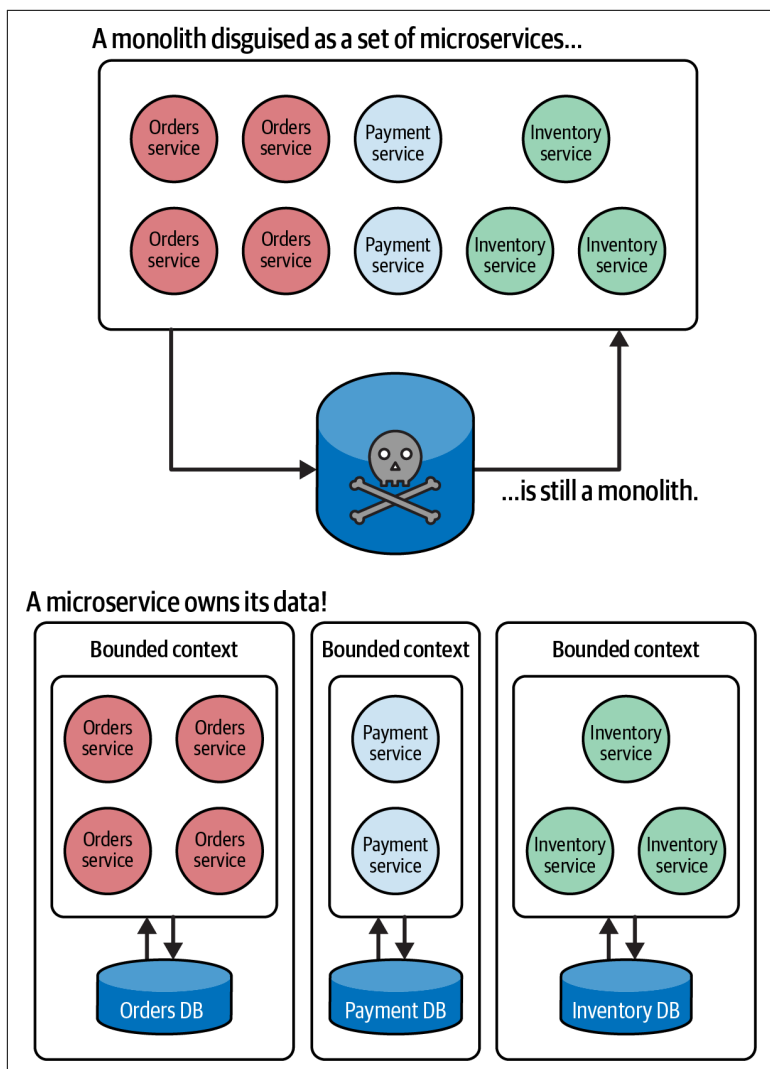 A monolith disguised as a set of microservices...
Orders
service
Orders
service
Payment
service
Inventory
service
Orders
service
Orders
service
Payment
service
Inventory
service
Inventory
service
...is still a monolith.
A microservice owns its data!
Bounded context
Orders
service
Orders
service
Orders
service
Orders
service
Orders DB
Bounded context
Payment
service
Payment
service
Payment DB
Bounded context
Inventory
service
Inventory
service
Inventory
service
Inventory DB